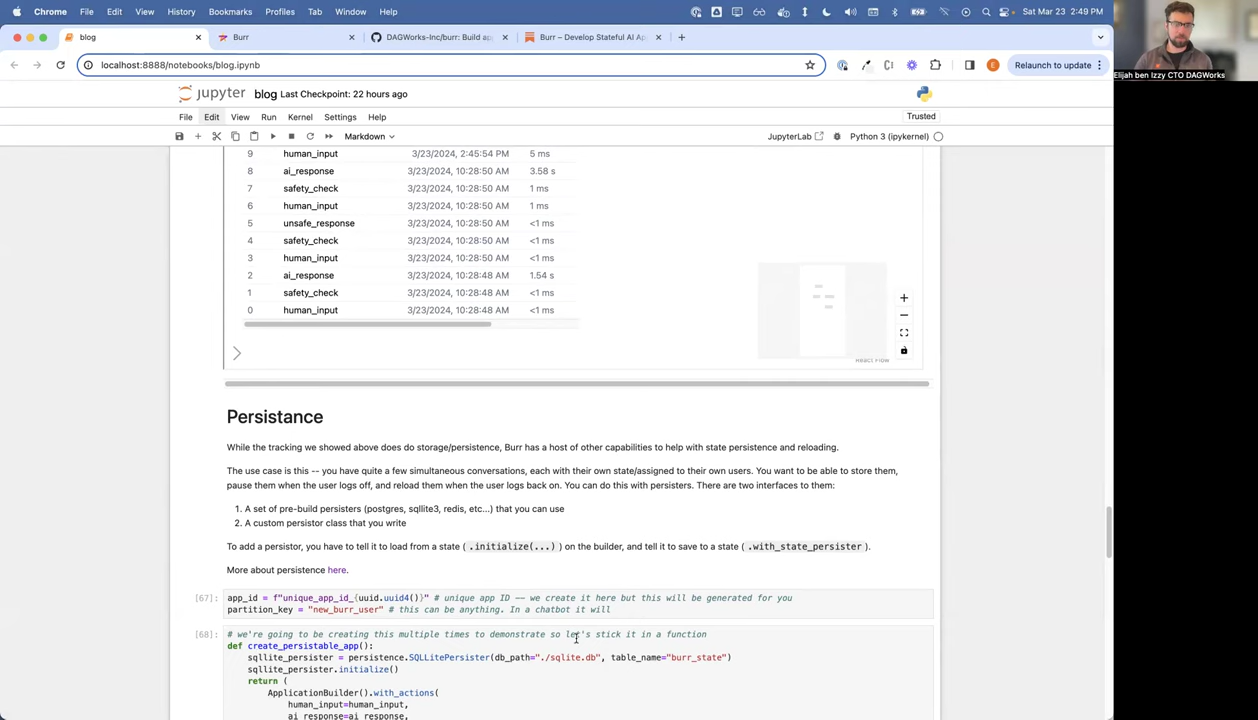 Chrome File Edit View History Bookmarks Profiles Tab Window Help Sat Mar 23 2:49 PM
blog Burr DAGWorks-Inc/burr: Build ap Burr – Develop Stateful AI Ap
localhost:8888/notebooks/blog.ipynb E Relaunch to update
Elijah ben Izzy CTO DAGWorks
jupyter blog Last Checkpoint: 22 hours ago
File Edit View Run Kernel Settings Help Trusted
Markdown JupyterLab Python 3 (ipykernel)
9 human_input 3/23/2024, 2:45:54 PM 5 ms
8 ai_response 3/23/2024, 10:28:50 AM 3.58 s
7 safety_check 3/23/2024, 10:28:50 AM 1 ms
6 human_input 3/23/2024, 10:28:50 AM 1 ms
5 unsafe_response 3/23/2024, 10:28:50 AM <1 ms
4 safety_check 3/23/2024, 10:28:50 AM <1 ms
3 human_input 3/23/2024, 10:28:50 AM <1 ms
2 ai_response 3/23/2024, 10:28:48 AM 1.54 s
1 safety_check 3/23/2024, 10:28:48 AM <1 ms
0 human_input 3/23/2024, 10:28:48 AM <1 ms
React Flow
Persistance
While the tracking we showed above does do storage/persistence, Burr has a host of other capabilities to help with state persistence and reloading.
The use case is this -- you have quite a few simultaneous conversations, each with their own state/assigned to their own users. You want to be able to store them,
pause them when the user logs off, and reload them when the user logs back on. You can do this with persisters. There are two interfaces to them:
1. A set of pre-build persisters (postgres, sqllite3, redis, etc...) that you can use
2. A custom persistor class that you write
To add a persistor, you have to tell it to load from a state ( .initialize(...) ) on the builder, and tell it to save to a state ( .with_state_persister ).
More about persistence here.
[67]: app_id = f"unique_app_id_{uuid.uuid4()}" # unique app ID -- we create it here but this will be generated for you
partition_key = "new_burr_user" # this can be anything. In a chatbot it will
[68]: # we're going to be creating this multiple times to demonstrate so let's stick it in a function
def create_persistable_app():
sqllite_persister = persistence.SQLLitePersister(db_path="./sqlite.db", table_name="burr_state")
sqllite_persister.initialize()
return (
ApplicationBuilder().with_actions(
human_input=human_input,
ai_response=ai_response,